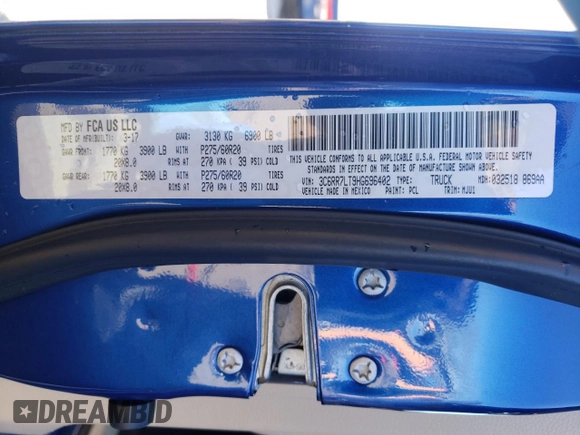 MFD BY FCA US LLC
DATE OF MFR(BUILT): 3-17 GVWR: 3130 KG 6900 LB
GAWR FRONT: 1770 KG 3900 LB WITH P275/60R20 TIRES
20X8.0 RIMS AT 270 KPA ( 39 PSI) COLD
GAWR REAR: 1770 KG 3900 LB WITH P275/60R20 TIRES
20X8.0 RIMS AT 270 KPA ( 39 PSI) COLD
THIS VEHICLE CONFORMS TO ALL APPLICABLE U.S.A. FEDERAL MOTOR VEHICLE
SAFETY STANDARDS IN EFFECT ON THE DATE OF MANUFACTURE SHOWN ABOVE.
VIN: 3C6RR7LT9HG696402 TYPE: TRUCK MDH: 032518 869AA
VEHICLE MADE IN MEXICO PAINT: PCL TRIM: MJU1
DREAMBID